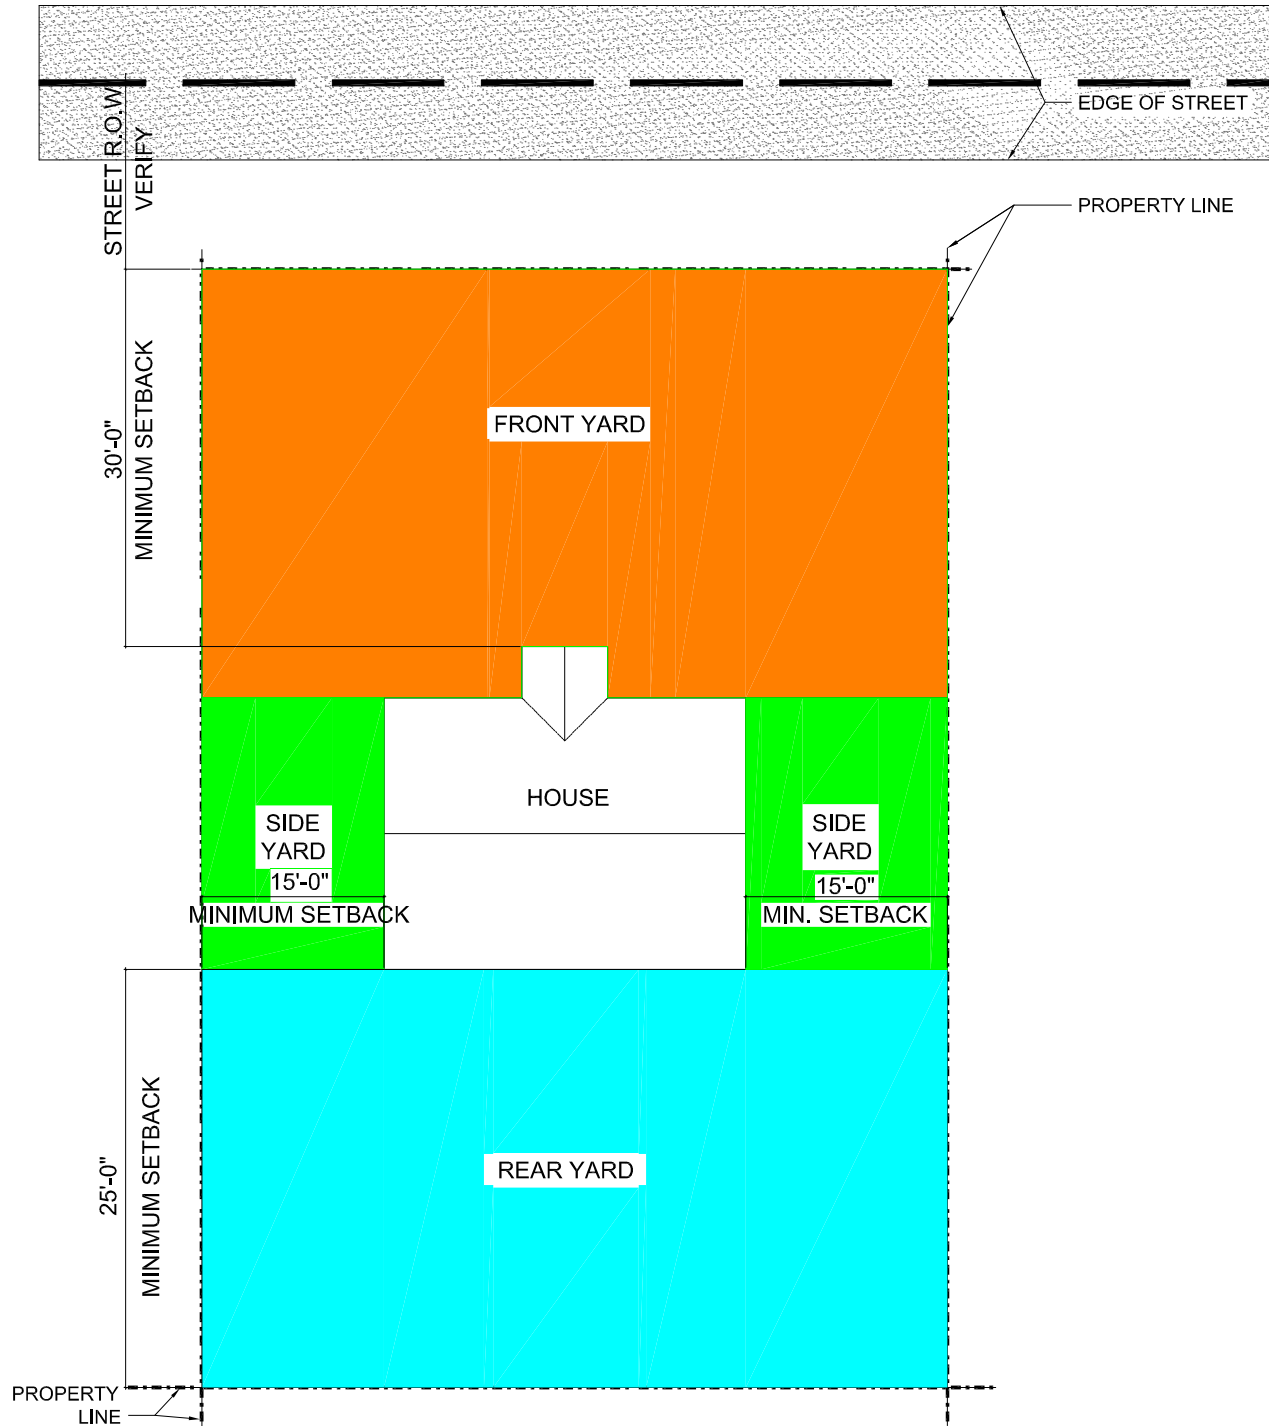 EDGE OF STREET
STREET R.O.W.
VERIFY
PROPERTY LINE
30'-0"
MINIMUM SETBACK
FRONT YARD
HOUSE
SIDE
YARD
15'-0"
MINIMUM SETBACK
SIDE
YARD
15'-0"
MIN. SETBACK
25'-0"
MINIMUM SETBACK
REAR YARD
PROPERTY
LINE